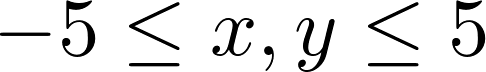 −5 ≤ x, y ≤ 5